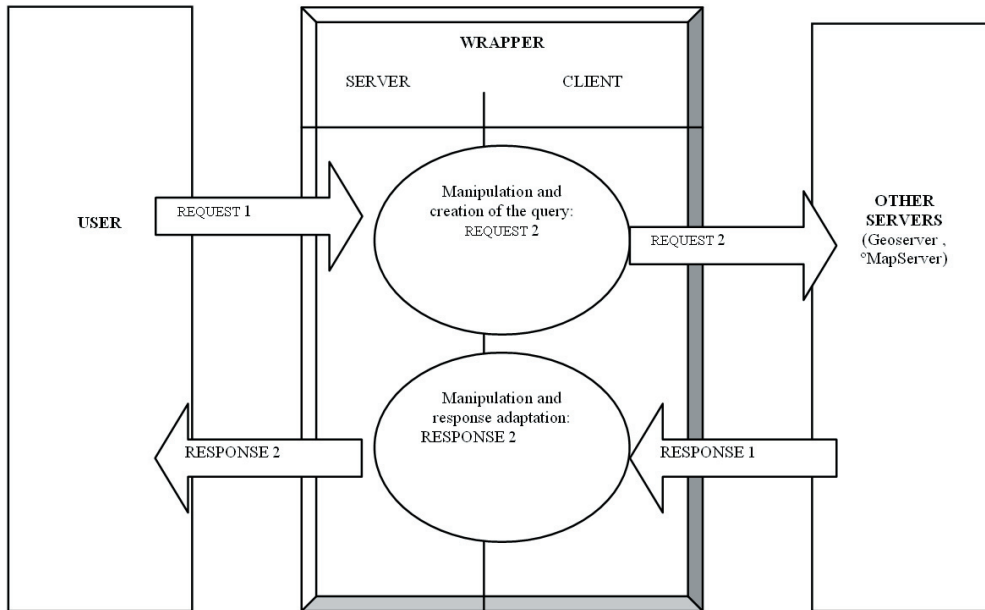 WRAPPER
SERVER
CLIENT
USER
REQUEST 1
Manipulation and
creation of the query:
REQUEST 2
REQUEST 2
OTHER
SERVERS
(Geoserver ,
°MapServer)
Manipulation and
response adaptation:
RESPONSE 2
RESPONSE 2
RESPONSE 1